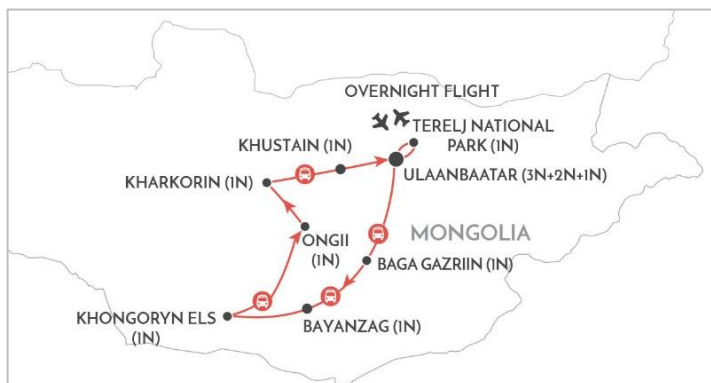 OVERNIGHT FLIGHT
TERELJ NATIONAL
PARK (1N)
KHUSTAIN (1N)
KHARKORIN (1N)
ULAANBAATAR (3N+2N+1N)
ONGII
(1N)
MONGOLIA
BAGA GAZRIIN (1N)
KHONGORYN ELS
(1N)
BAYANZAG (1N)